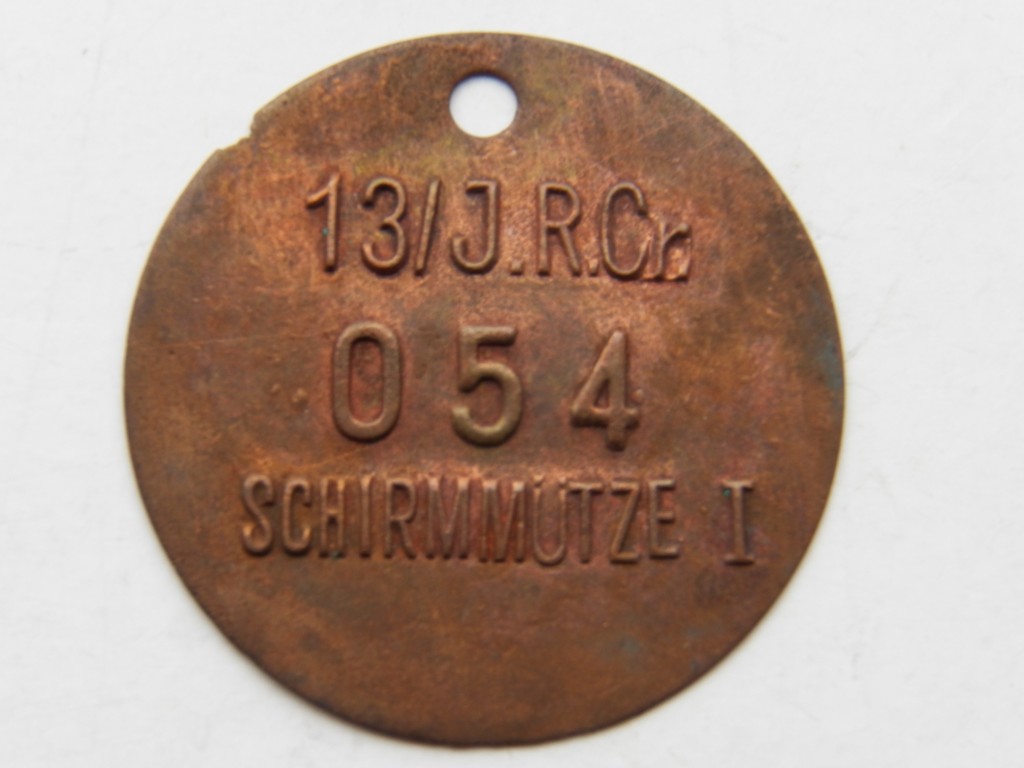 13/J.R.Cr.
054
SCHIRMMÜTZE I